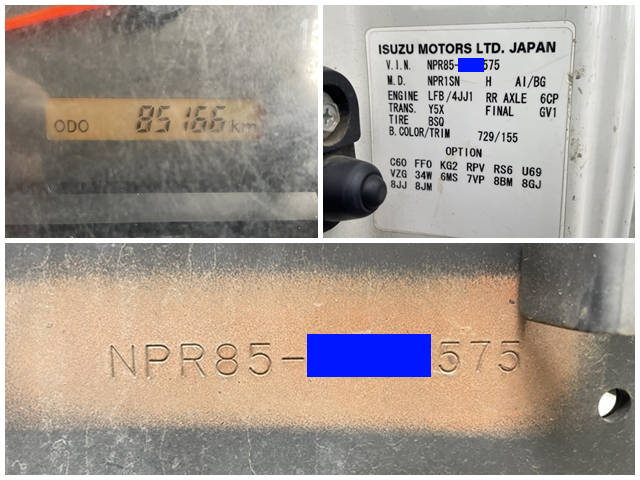 ODO 85166 km
ISUZU MOTORS LTD. JAPAN
V.I.N. NPR85- 575
M.D. NPR1SN H AI/BG
ENGINE LFB/4JJ1 RR AXLE 6CP
TRANS. Y5X FINAL GV1
TIRE BSQ
B.COLOR/TRIM 729/155
OPTION
C60 FF0 KG2 RPV RS6 U69
VZG 34W 6MS 7VP 8BM 8GJ
8JJ 8JM
NPR85- 575